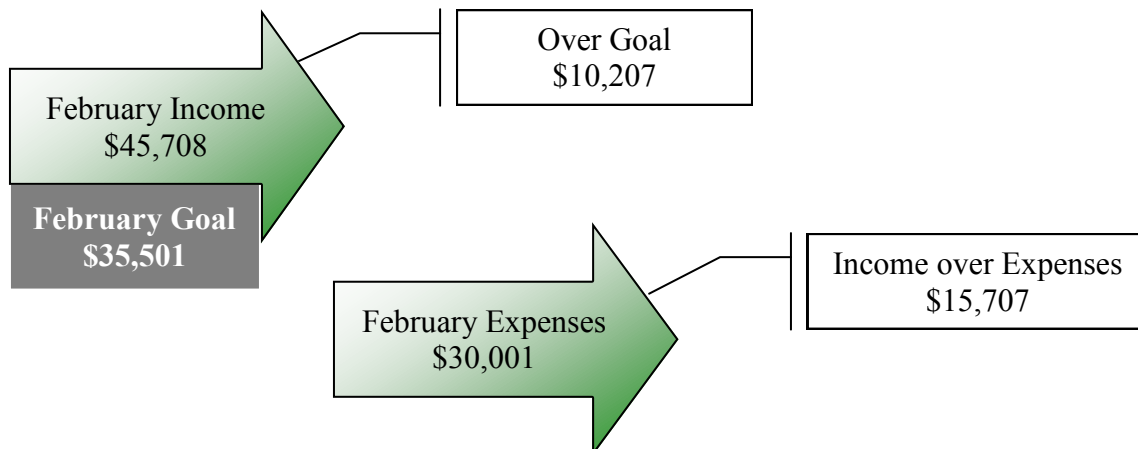 Over Goal
$10,207
February Income
$45,708
February Goal
$35,501
Income over Expenses
$15,707
February Expenses
$30,001